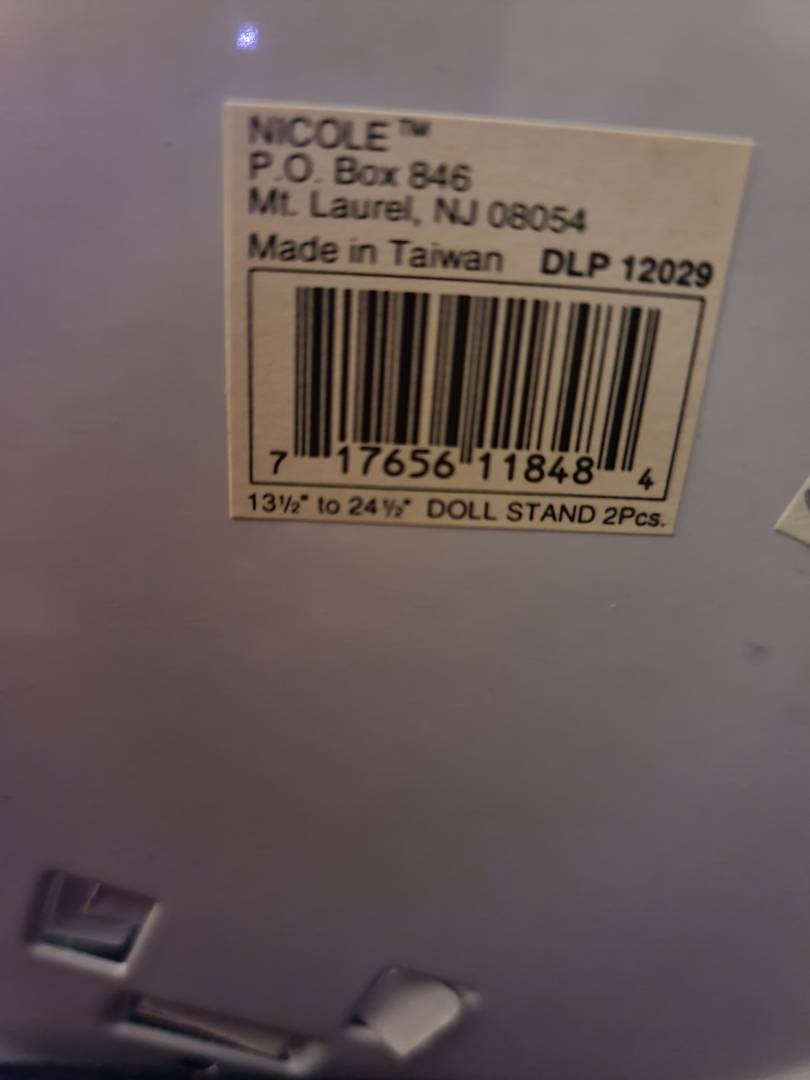 NICOLE™
P.O. Box 846
Mt. Laurel, NJ 08054
Made in Taiwan DLP 12029
7 17656 11848 4
13½" to 24½" DOLL STAND 2Pcs.